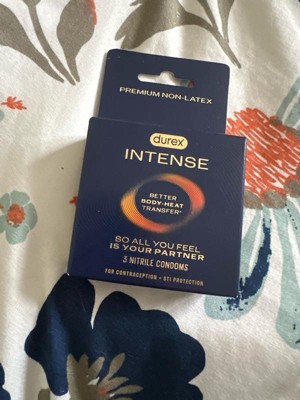 PREMIUM NON-LATEX
durex
INTENSE
BETTER
BODY-HEAT
TRANSFER*
SO ALL YOU FEEL
IS YOUR PARTNER
3 NITRILE CONDOMS
FOR CONTRACEPTION + STI PROTECTION